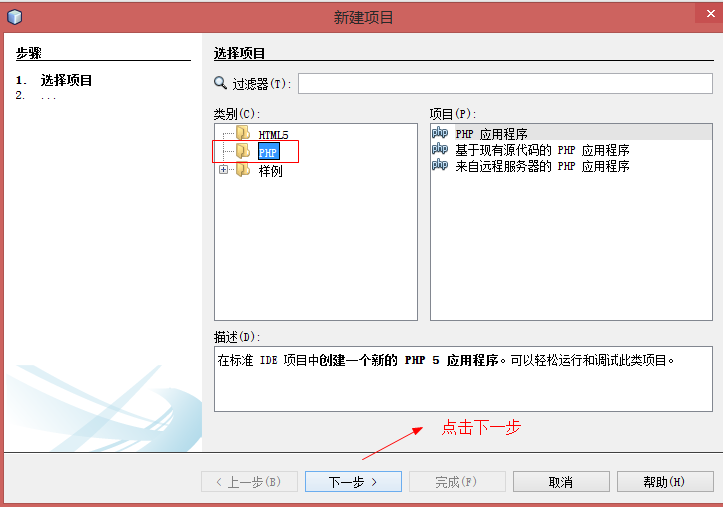 新建项目
步骤
1. 选择项目
2. ...
选择项目
过滤器(T):
类别(C):
HTML5
PHP
样例
项目(P):
php PHP 应用程序
php 基于现有源代码的 PHP 应用程序
php 来自远程服务器的 PHP 应用程序
描述(D):
在标准 IDE 项目中创建一个新的 PHP 5 应用程序。可以轻松运行和调试此类项目。
点击下一步
< 上一步(B)
下一步 >
完成(F)
取消
帮助(H)